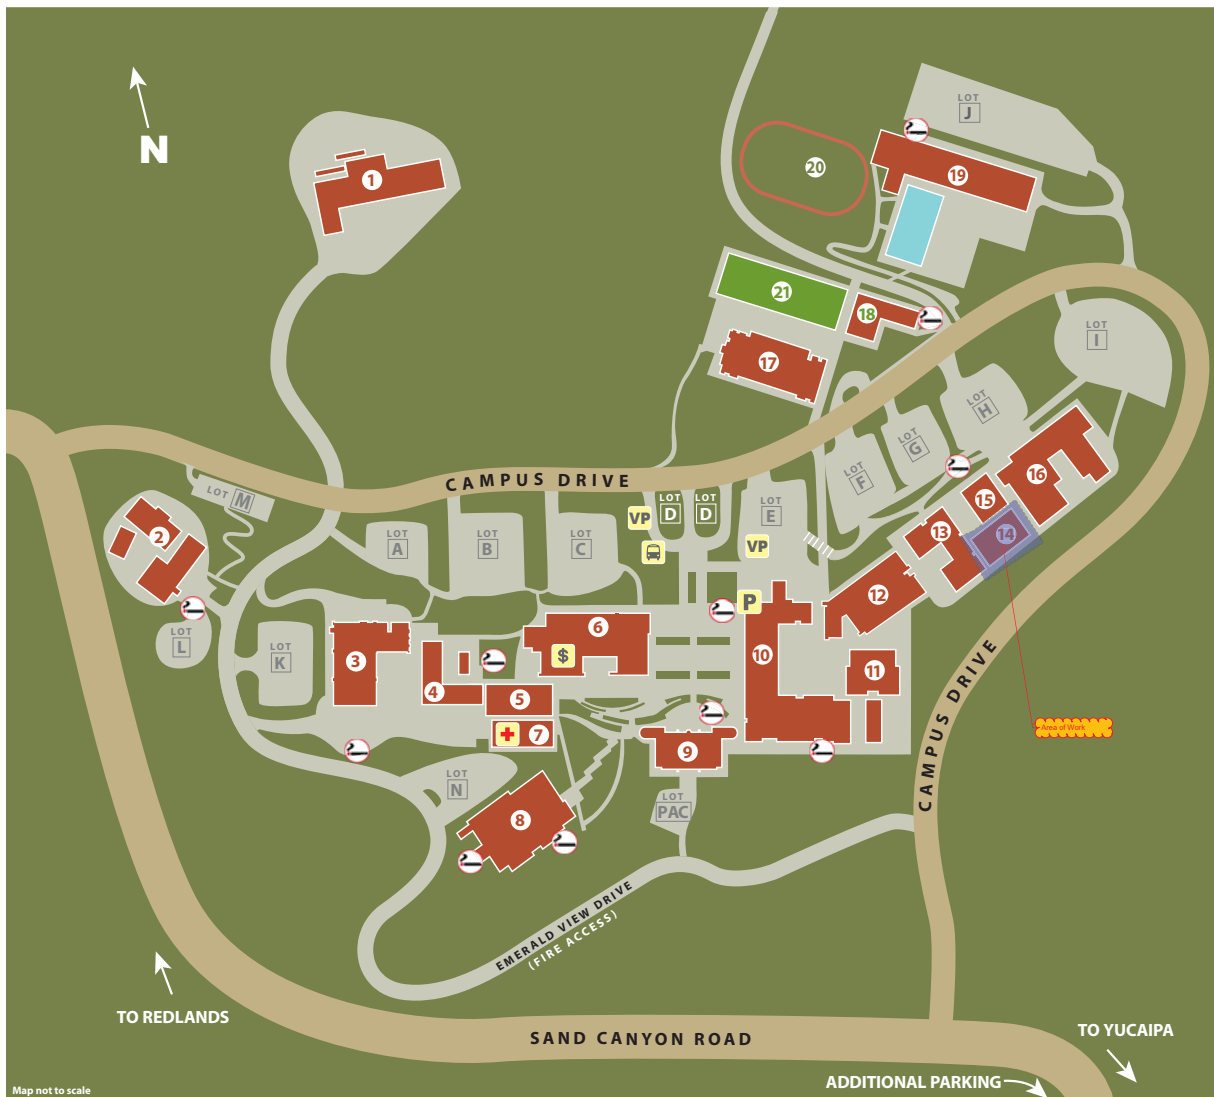 N
1
LOT
J
19
20
21
18
17
LOT
I
LOT
H
LOT
G
LOT
F
16
15
14
13
12
CAMPUS DRIVE
LOT M
2
LOT
A
LOT
B
LOT
C
VP
LOT
D
LOT
D
LOT
E
VP
P
LOT
L
LOT
K
3
4
5
6
$
7
10
11
9
CAMPUS DRIVE
Area of Work
LOT
N
8
LOT
PAC
EMERALD VIEW DRIVE
(FIRE ACCESS)
TO REDLANDS
SAND CANYON ROAD
TO YUCAIPA
ADDITIONAL PARKING
Map not to scale